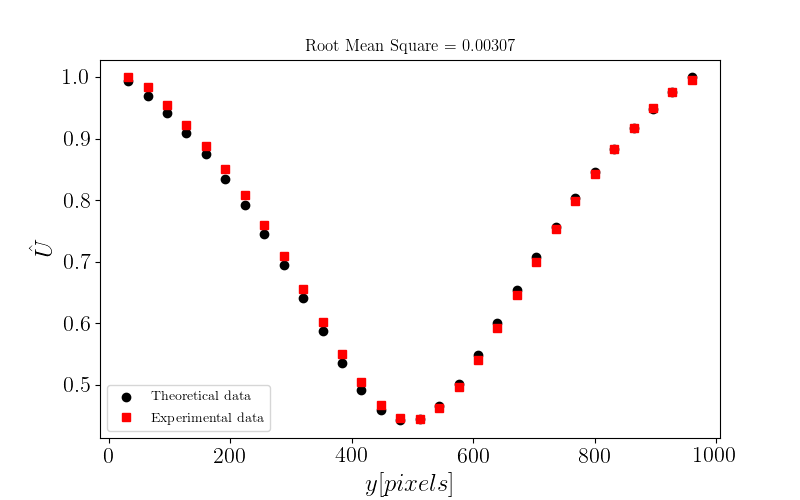 Root Mean Square = 0.00307
1.0
0.9
0.8
0.7
0.6
0.5
Û
Theoretical data
Experimental data
0 200 400 600 800 1000
y[pixels]